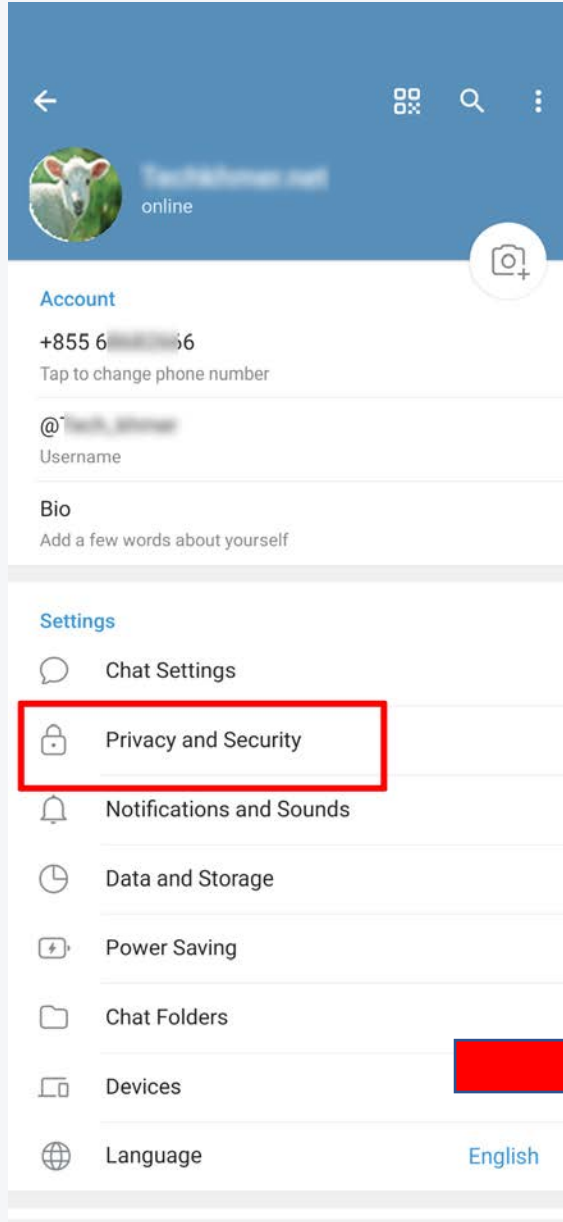 online
Account
+855 6 6
Tap to change phone number
@
Username
Bio
Add a few words about yourself
Settings
Chat Settings
Privacy and Security
Notifications and Sounds
Data and Storage
Power Saving
Chat Folders
Devices
Language English